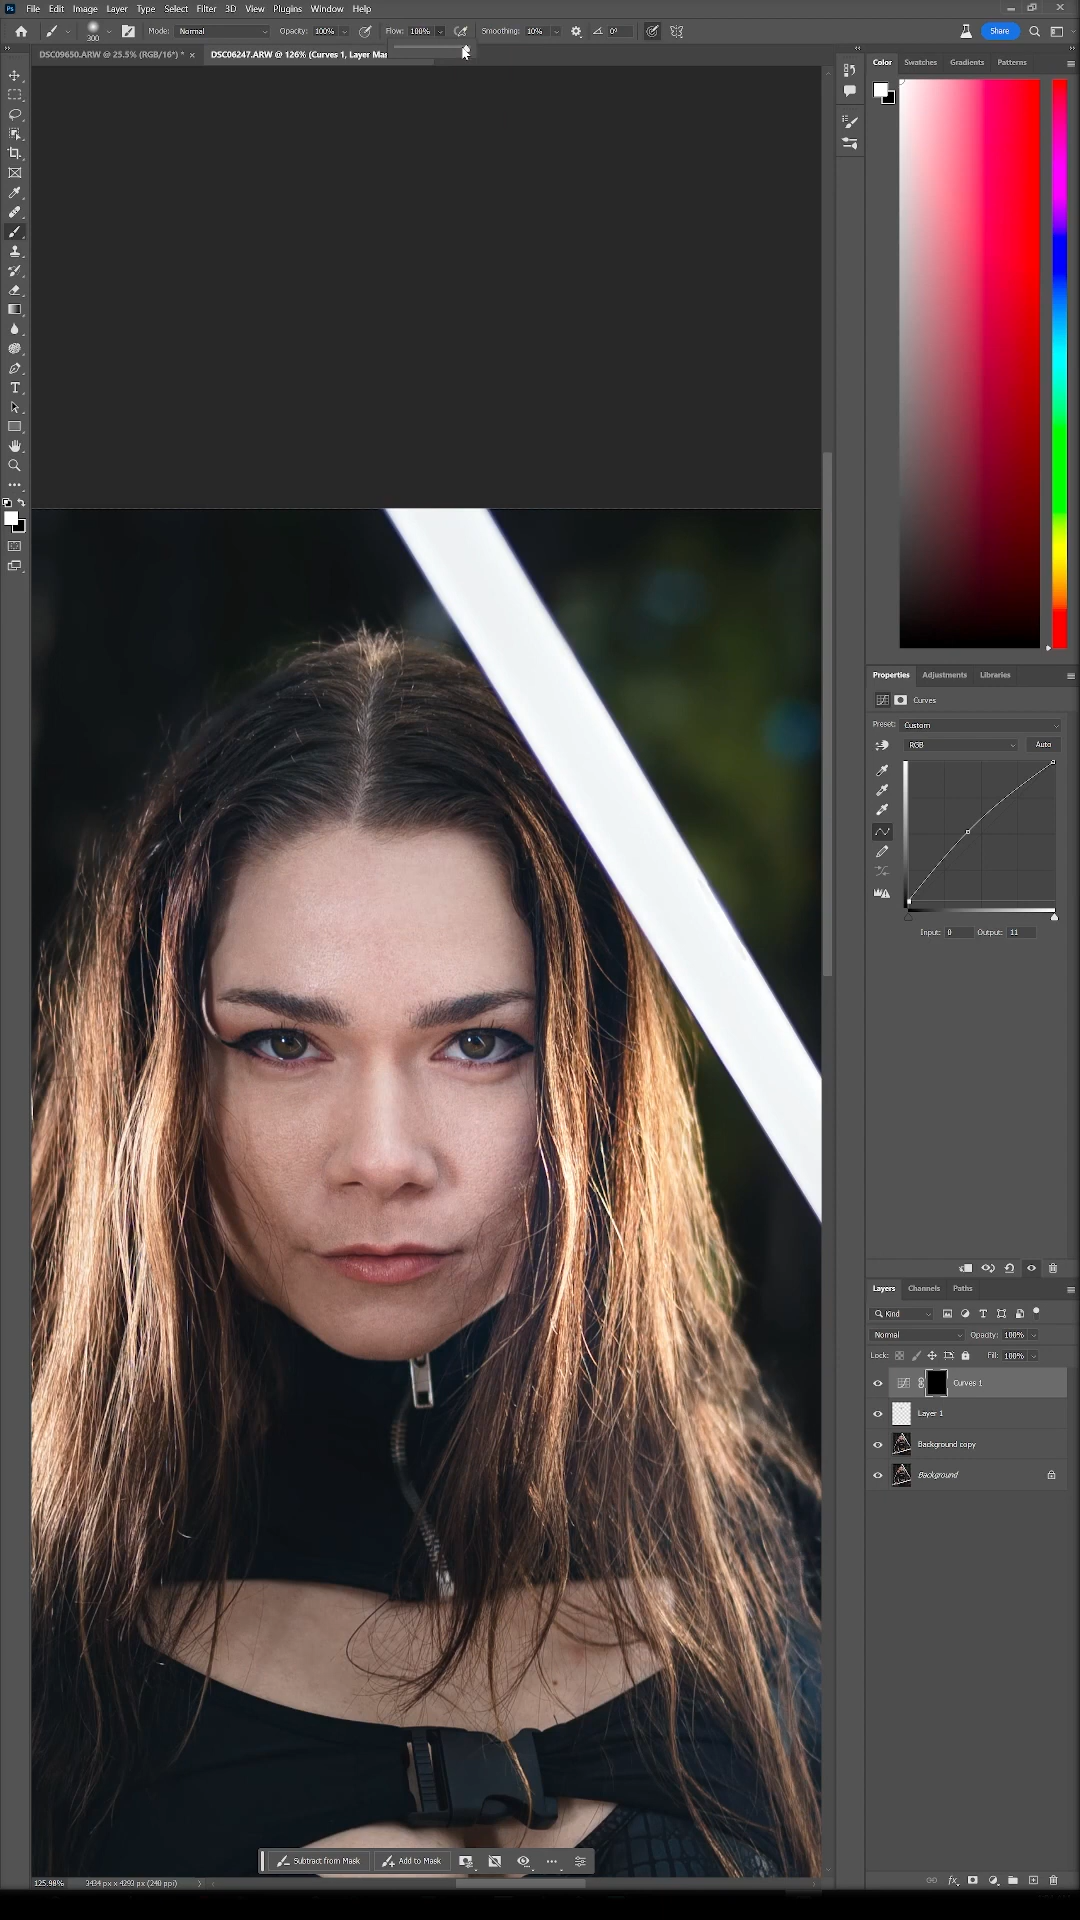 Ps File Edit Image Layer Type Select Filter 3D View Plugins Window Help
300 Mode: Normal Opacity: 100% Flow: 100% Smoothing: 10% 0° Share
DSC09650.ARW @ 25.5% (RGB/16*) * × DSC06247.ARW @ 126% (Curves 1, Layer Ma
Color Swatches Gradients Patterns
Properties Adjustments Libraries
Curves
Preset: Custom
RGB Auto
Input: 0 Output: 11
Layers Channels Paths
Kind
Normal Opacity: 100%
Lock: Fill: 100%
Curves 1
Layer 1
Background copy
Background
Subtract from Mask Add to Mask
125.98% 3434 px x 4293 px (240 ppi)